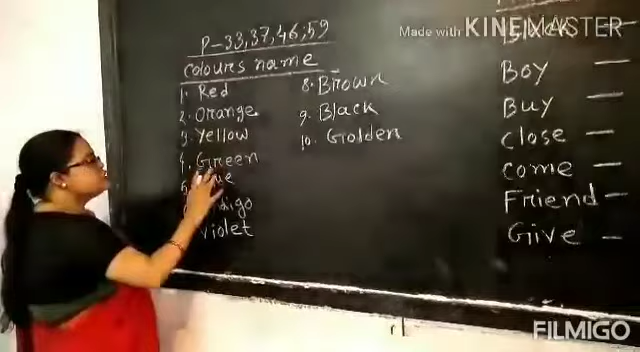 Made with KINEMASTER
P-33,37,46,59
Colours name
1. Red
2. Orange
3. Yellow
4. Green
5.
Violet
8. Brown
9. Black
10. Golden
Boy —
Buy —
close —
come —
Friend —
Give —
FILMIGO